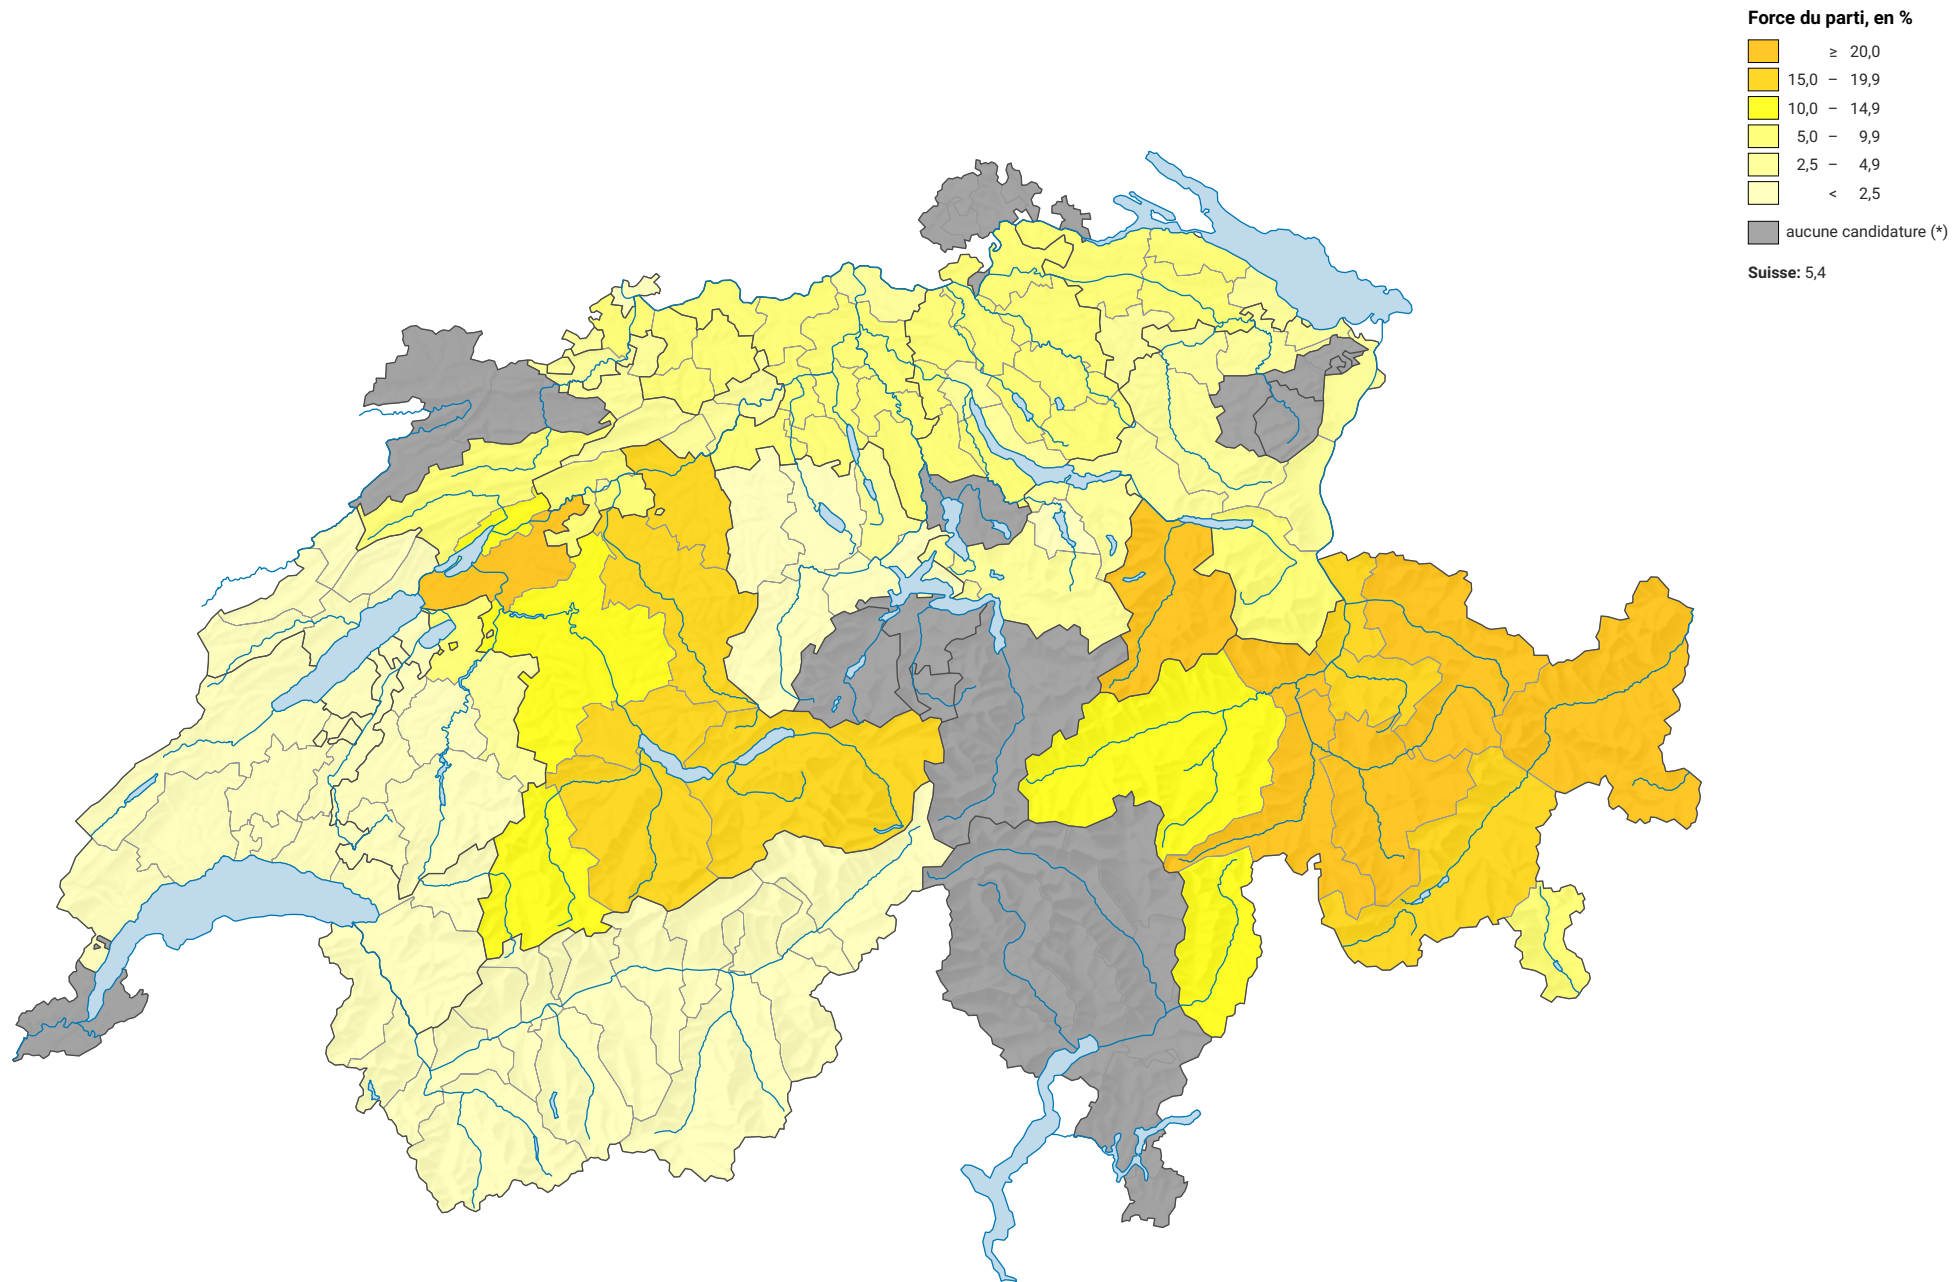 Force du parti, en %
≥ 20,0
15,0 – 19,9
10,0 – 14,9
5,0 – 9,9
2,5 – 4,9
< 2,5
aucune candidature (*)
Suisse: 5,4